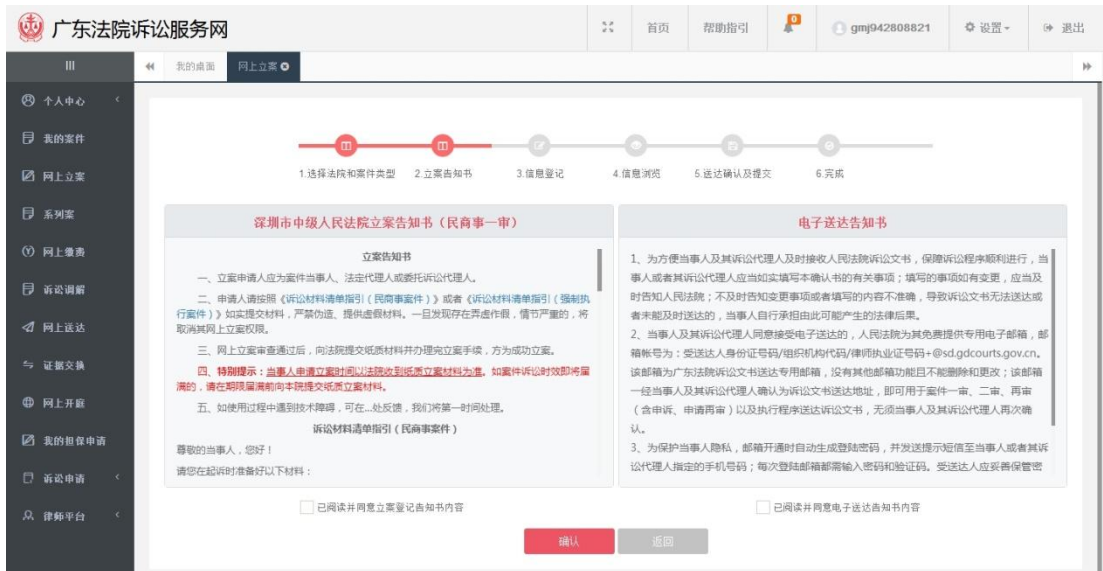 广东法院诉讼服务网
首页
帮助指引
0
gmj942808821
设置
退出
我的桌面
网上立案
个人中心
我的案件
网上立案
系列案
网上缴费
诉讼调解
网上送达
证据交换
网上开庭
我的担保申请
诉讼申请
律师平台
1.选择法院和案件类型
2.立案告知书
3.信息登记
4.信息浏览
5.送达确认及提交
6.完成
深圳市中级人民法院立案告知书（民商事一审）
立案告知书
一、立案申请人应为案件当事人、法定代理人或委托诉讼代理人。
二、申请人请按照《诉讼材料清单指引（民商事案件）》或者《诉讼材料清单指引（强制执
行案件）》如实提交材料，严禁伪造、提供虚假材料。一旦发现存在弄虚作假，情节严重的，将
取消其网上立案权限。
三、网上立案审查通过后，向法院提交纸质材料并办理完立案手续，方为成功立案。
四、特别提示：当事人申请立案时间以法院收到纸质立案材料为准。如案件诉讼时效即将届
满的，请在期限届满前向本院提交纸质立案材料。
五、如使用过程中遇到技术障碍，可在...处反馈，我们将第一时间处理。
诉讼材料清单指引（民商事案件）
尊敬的当事人，您好！
请您在起诉时准备好以下材料：
电子送达告知书
1、为方便当事人及其诉讼代理人及时接收人民法院诉讼文书，保障诉讼程序顺利进行，当
事人或者其诉讼代理人应当如实填写本确认书的有关事项；填写的事项如有变更，应当及
时告知人民法院；不及时告知变更事项或者填写的内容不准确，导致诉讼文书无法送达或
者未能及时送达的，当事人自行承担由此可能产生的法律后果。
2、当事人及其诉讼代理人同意接受电子送达的，人民法院为其免费提供专用电子邮箱，邮
箱帐号为：受送达人身份证号码/组织机构代码/律师执业证号码+@sd.gdcourts.gov.cn。
该邮箱为广东法院诉讼文书送达专用邮箱，没有其他邮箱功能且不能删除和更改；该邮箱
一经当事人及其诉讼代理人确认为诉讼文书送达地址，即可用于案件一审、二审、再审
（含申诉、申请再审）以及执行程序送达诉讼文书，无须当事人及其诉讼代理人再次确
认。
3、为保护当事人隐私，邮箱开通时自动生成登陆密码，并发送提示短信至当事人或者其诉
讼代理人指定的手机号码；每次登陆邮箱都需输入密码和验证码。受送达人应妥善保管密
已阅读并同意立案登记告知书内容
已阅读并同意电子送达告知书内容
确认
返回